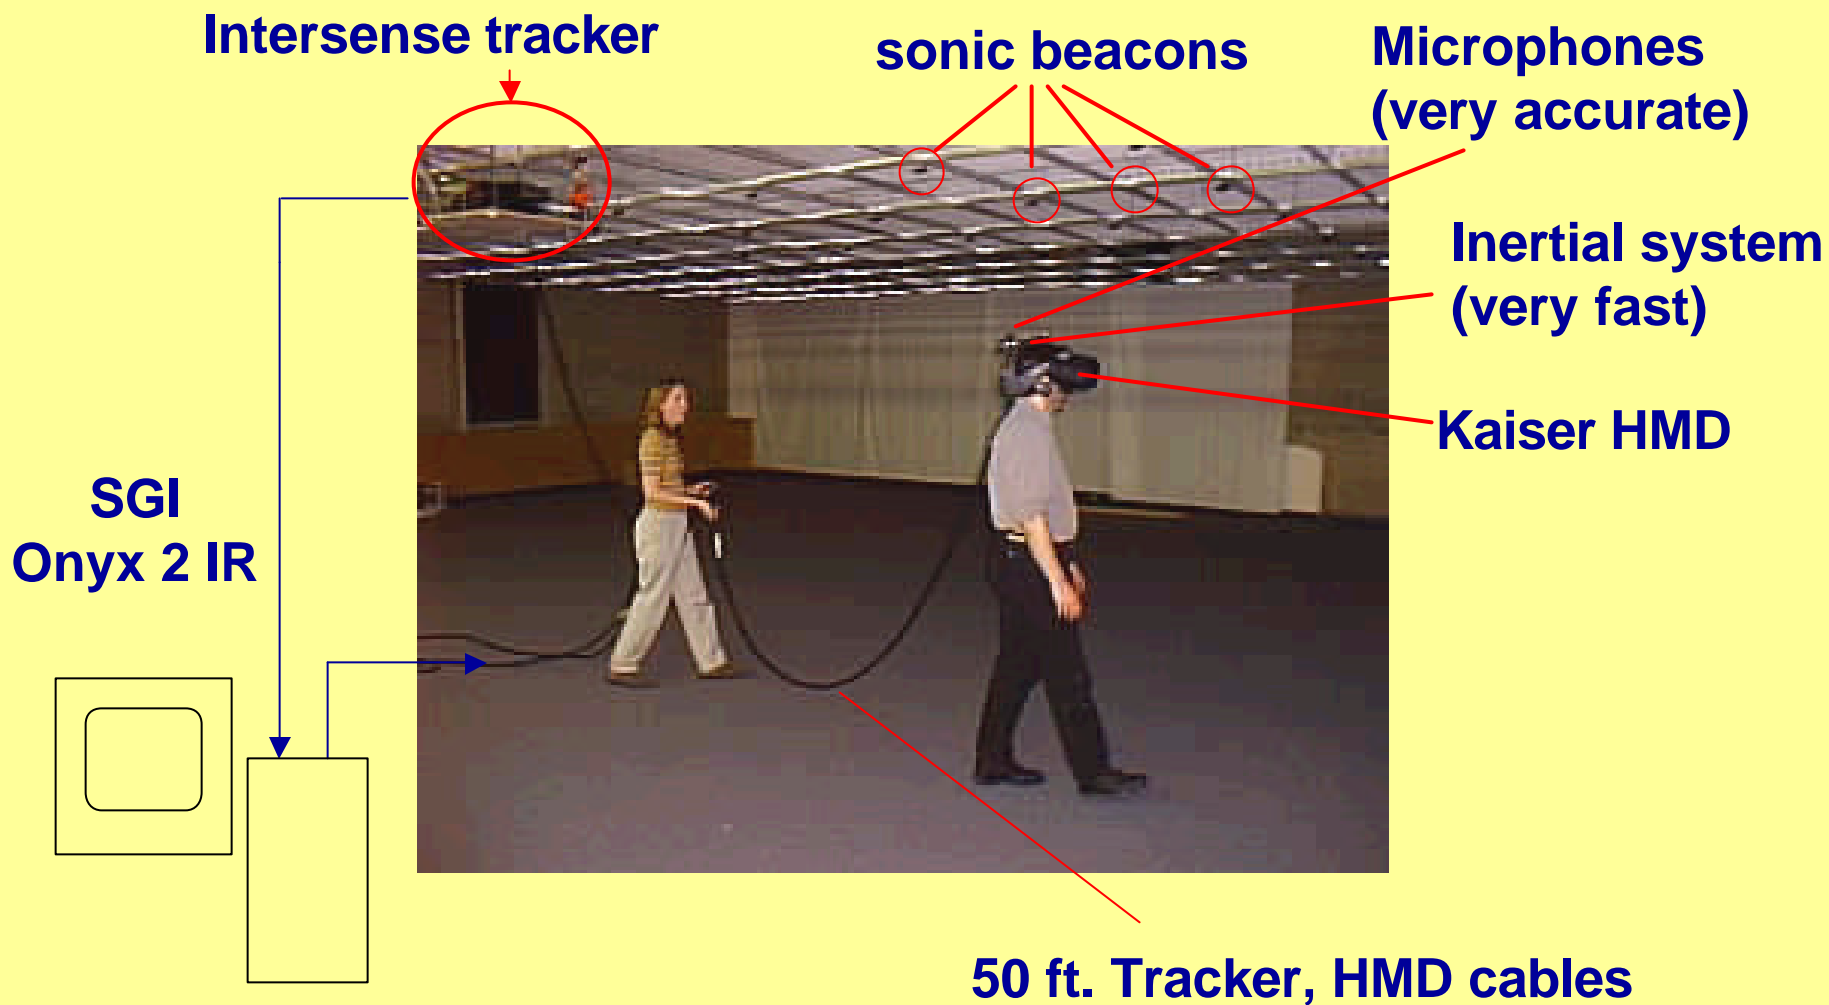 Intersense tracker
sonic beacons
Microphones
(very accurate)
Inertial system
(very fast)
Kaiser HMD
SGI
Onyx 2 IR
50 ft. Tracker, HMD cables